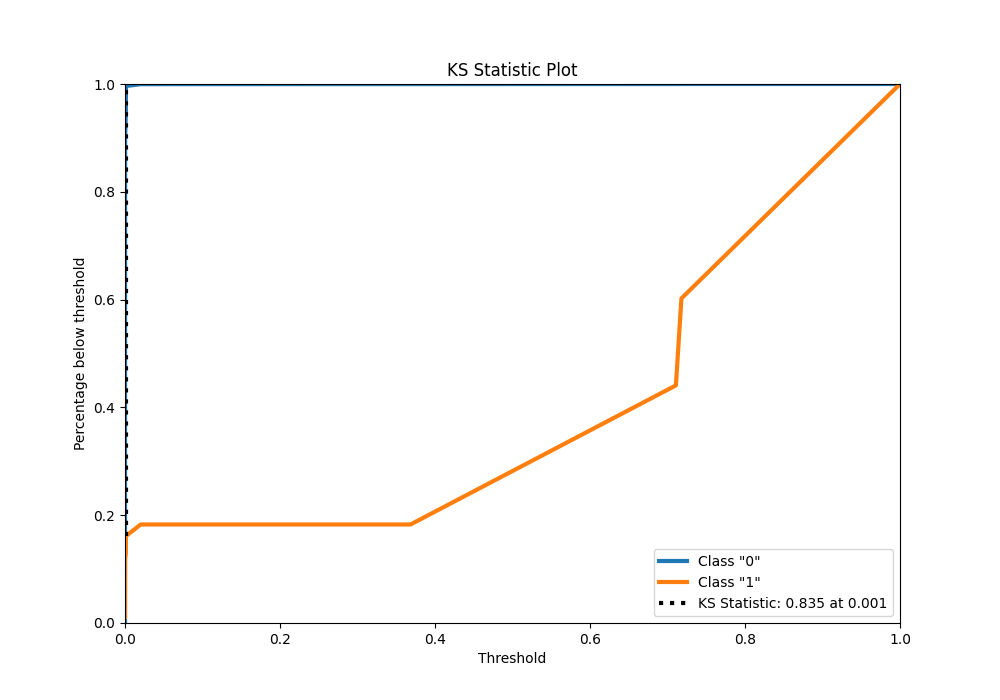 KS Statistic Plot
Percentage below threshold
1.0
0.8
0.6
0.4
0.2
0.0
0.0 0.2 0.4 0.6 0.8 1.0
Threshold
Class "0"
Class "1"
KS Statistic: 0.835 at 0.001